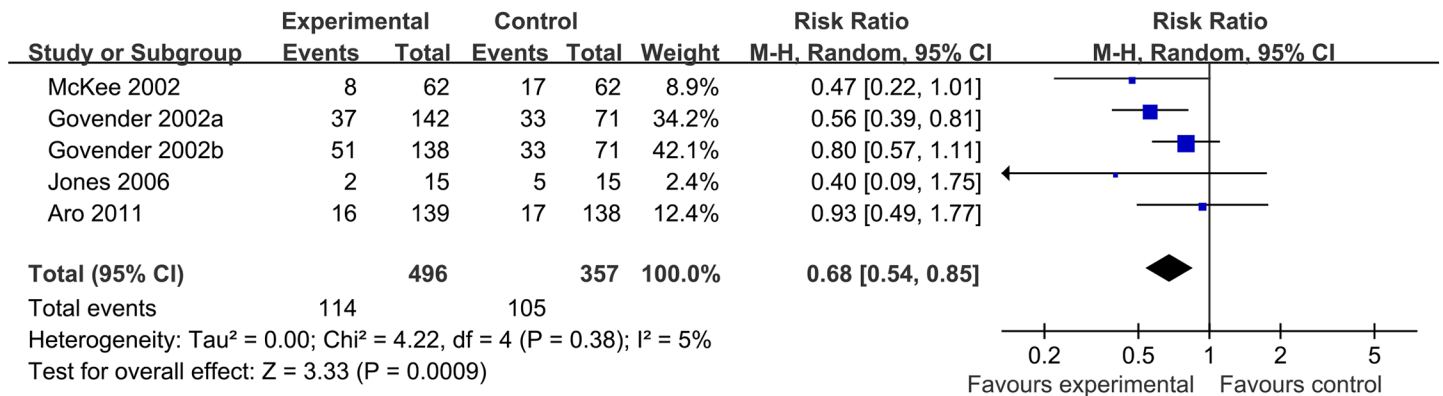 Experimental Control Risk Ratio Risk Ratio
Study or Subgroup Events Total Events Total Weight M-H, Random, 95% CI M-H, Random, 95% CI
McKee 2002 8 62 17 62 8.9% 0.47 [0.22, 1.01]
Govender 2002a 37 142 33 71 34.2% 0.56 [0.39, 0.81]
Govender 2002b 51 138 33 71 42.1% 0.80 [0.57, 1.11]
Jones 2006 2 15 5 15 2.4% 0.40 [0.09, 1.75]
Aro 2011 16 139 17 138 12.4% 0.93 [0.49, 1.77]
Total (95% CI) 496 357 100.0% 0.68 [0.54, 0.85]
Total events 114 105
Heterogeneity: Tau² = 0.00; Chi² = 4.22, df = 4 (P = 0.38); I² = 5%
Test for overall effect: Z = 3.33 (P = 0.0009)
0.2 0.5 1 2 5
Favours experimental Favours control